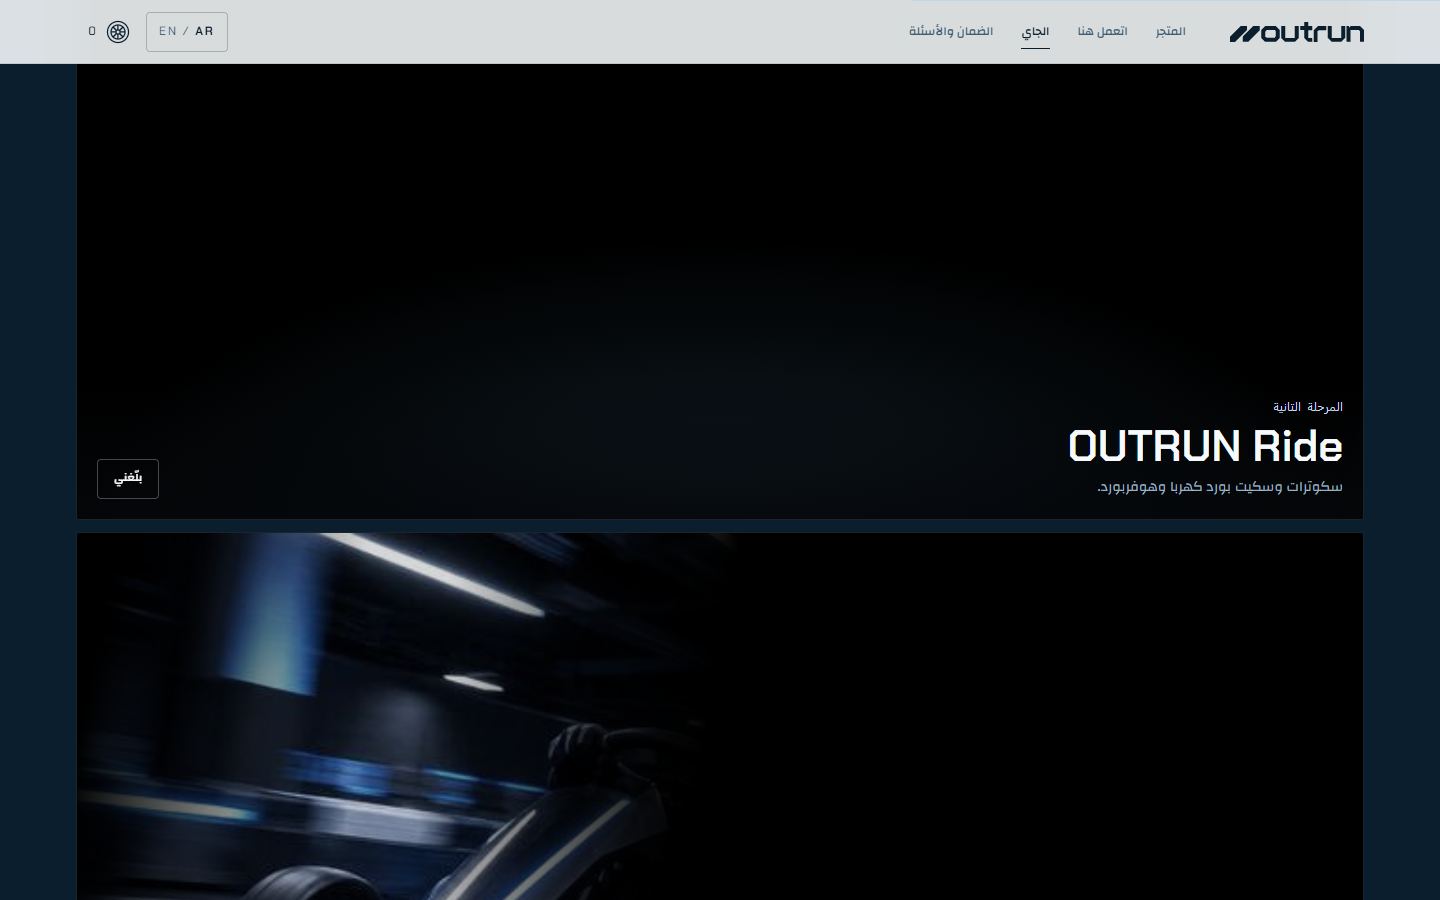 outrun
المتجر
اتعمل هنا
الجاي
الضمان والأسئلة
EN / AR
0
المرحلة التانية
OUTRUN Ride
سكوترات وسكيت بورد كهربا وهوفربورد.
بلّغني